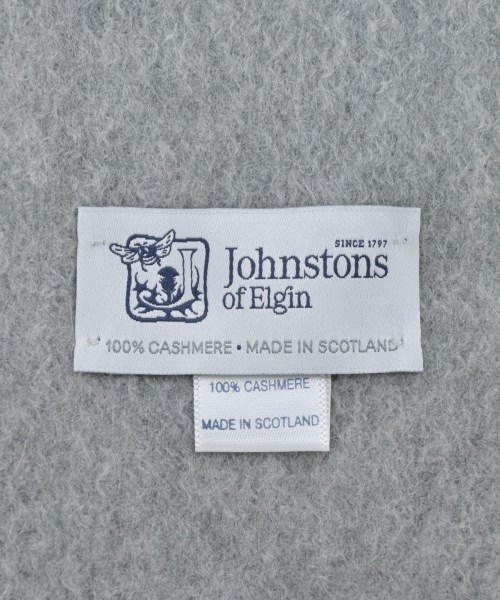 SINCE 1797
Johnstons
of Elgin
100% CASHMERE • MADE IN SCOTLAND
100% CASHMERE
MADE IN SCOTLAND